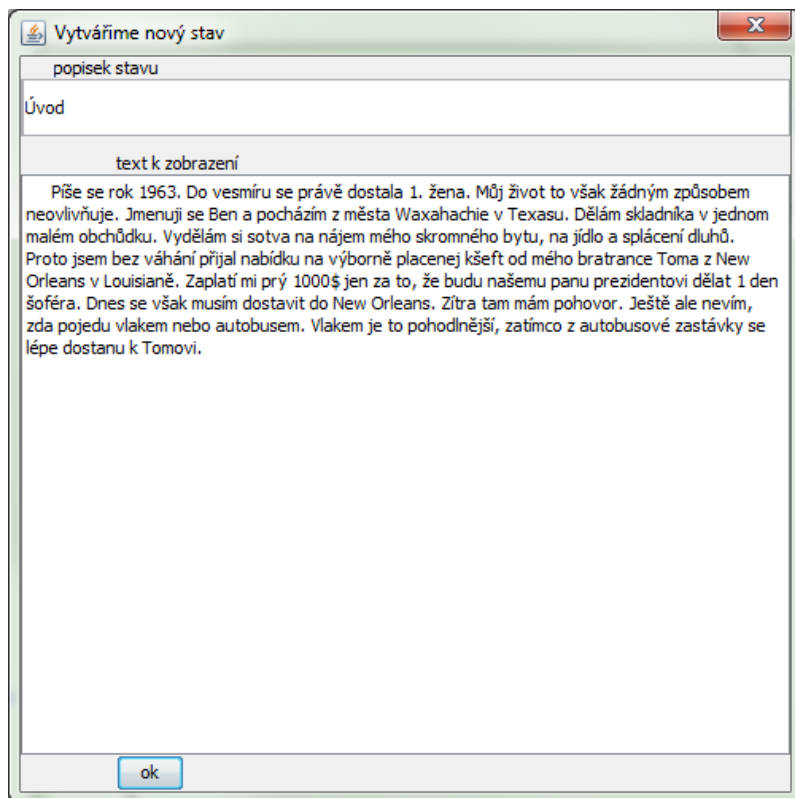 Vytvářime nový stav
popisek stavu
Úvod
text k zobrazení
Píše se rok 1963. Do vesmíru se právě dostala 1. žena. Můj život to však žádným způsobem
neovlivňuje. Jmenuji se Ben a pocházím z města Waxahachie v Texasu. Dělám skladníka v jednom
malém obchůdku. Vydělám si sotva na nájem mého skromného bytu, na jídlo a splácení dluhů.
Proto jsem bez váhání přijal nabídku na výborně placenej kšeft od mého bratrance Toma z New
Orleans v Louisianě. Zaplatí mi prý 1000$ jen za to, že budu našemu panu prezidentovi dělat 1 den
šoféra. Dnes se však musím dostavit do New Orleans. Zítra tam mám pohovor. Ještě ale nevím,
zda pojedu vlakem nebo autobusem. Vlakem je to pohodlnější, zatímco z autobusové zastávky se
lépe dostanu k Tomovi.
ok